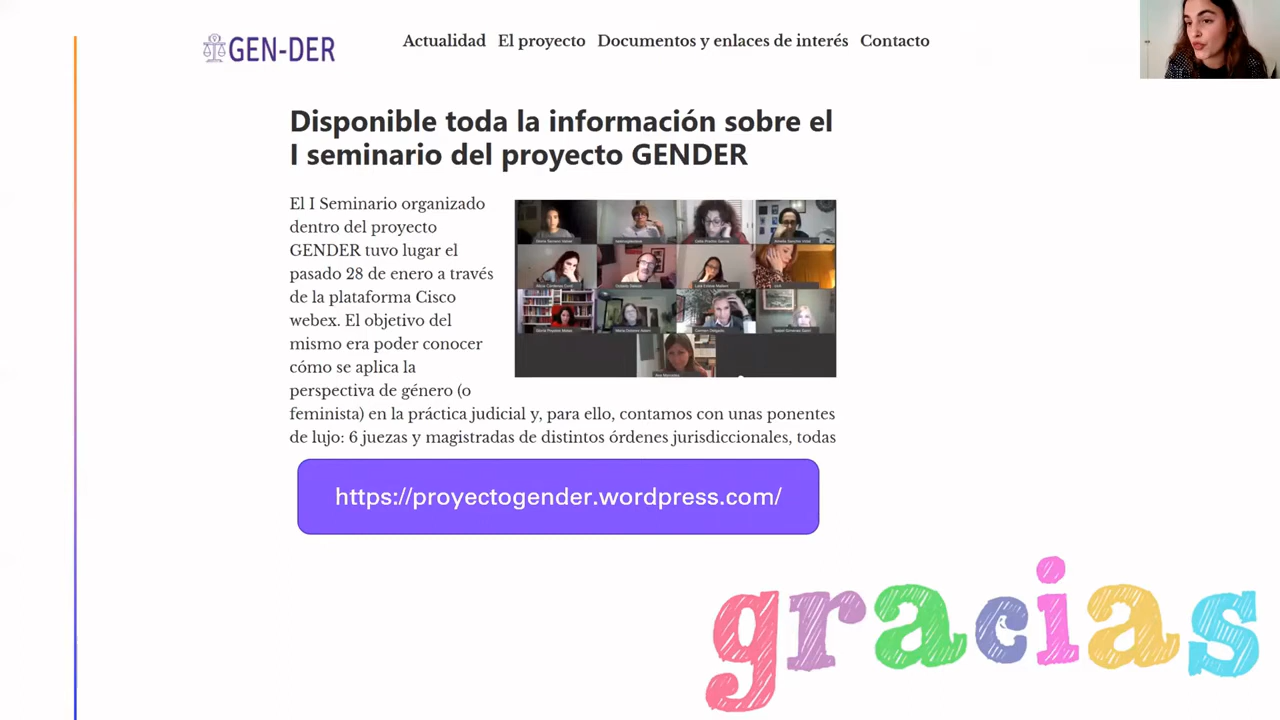 GEN-DER
Actualidad El proyecto Documentos y enlaces de interés Contacto
Disponible toda la información sobre el
I seminario del proyecto GENDER
El I Seminario organizado
dentro del proyecto
GENDER tuvo lugar el
pasado 28 de enero a través
de la plataforma Cisco
webex. El objetivo del
mismo era poder conocer
cómo se aplica la
perspectiva de género (o
feminista) en la práctica judicial y, para ello, contamos con unas ponentes
de lujo: 6 juezas y magistradas de distintos órdenes jurisdiccionales, todas
https://proyectogender.wordpress.com/
gracias